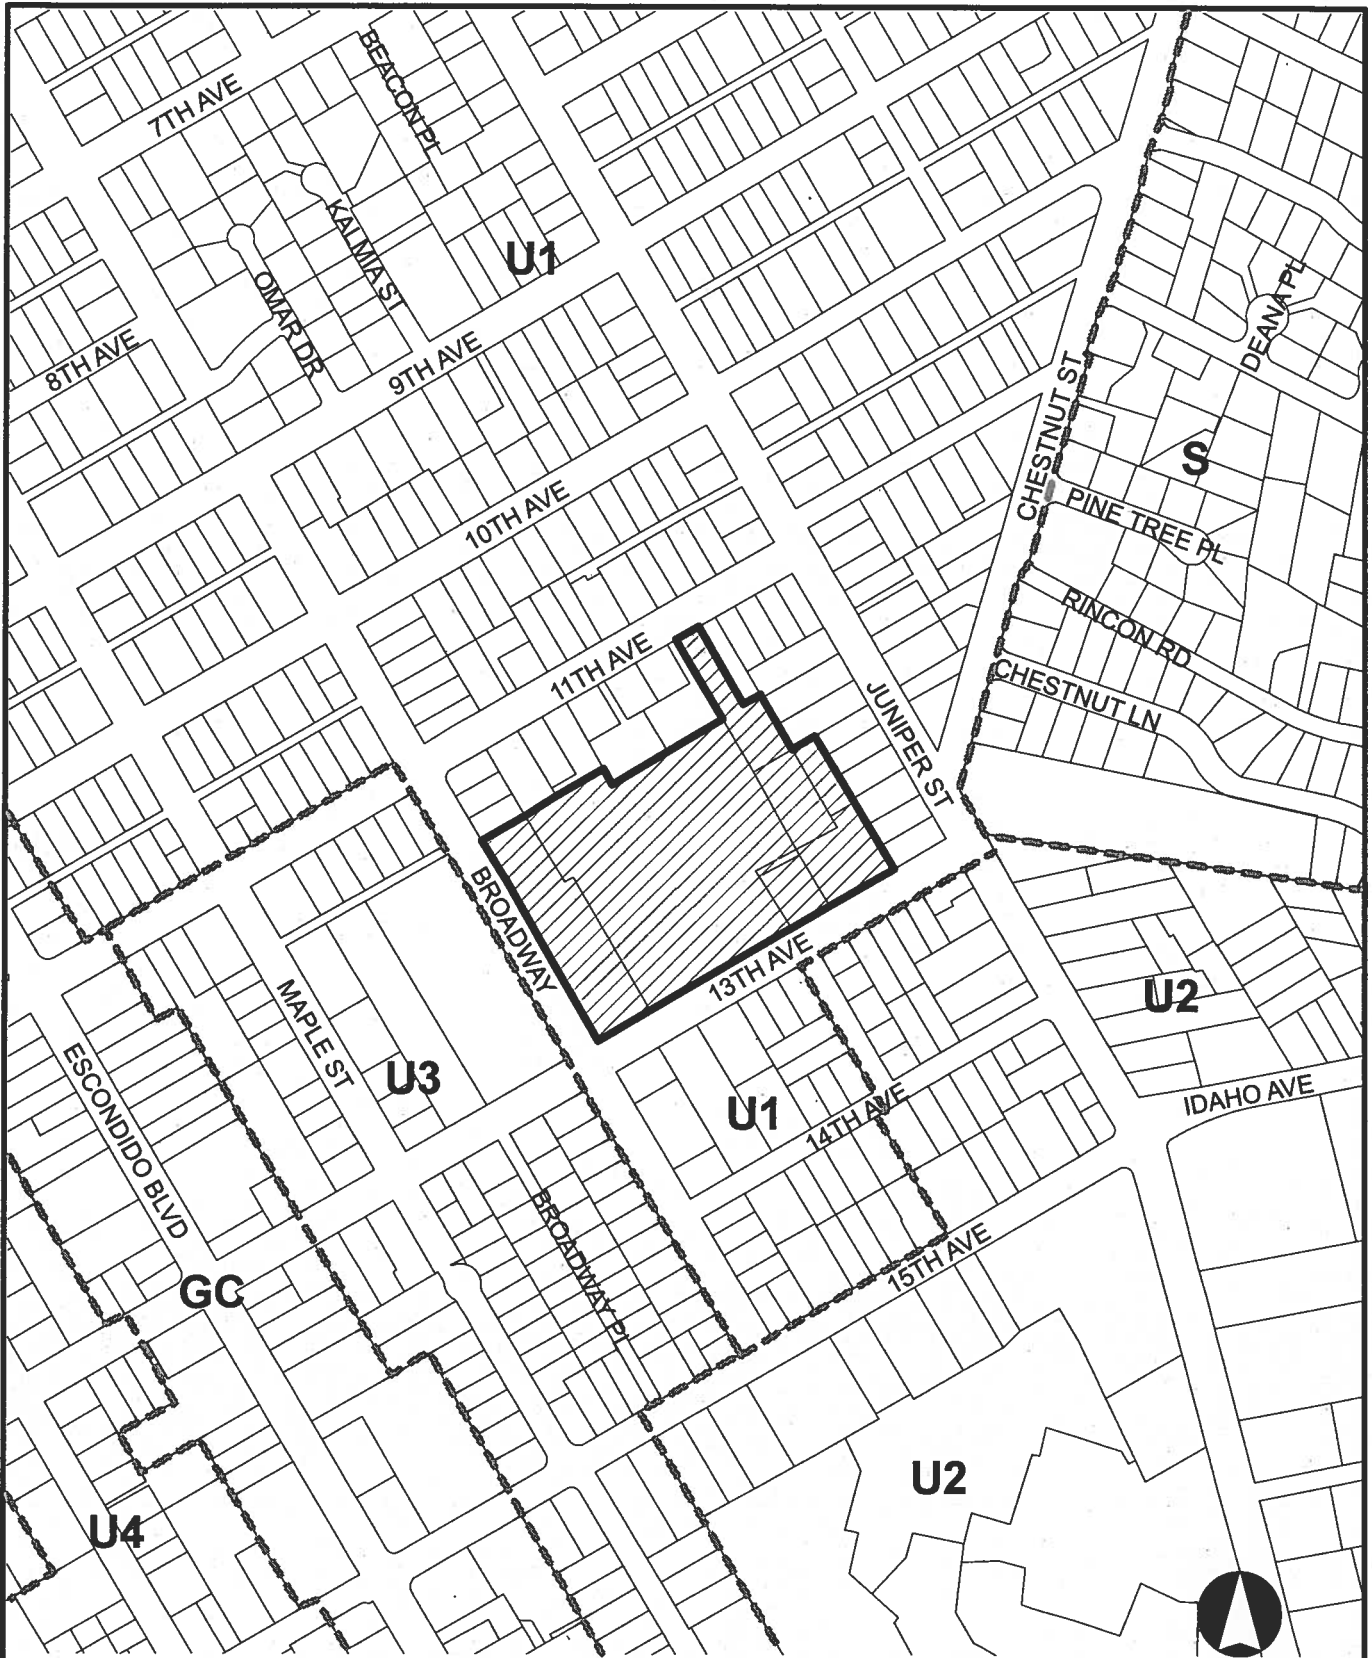 BEACON PL
7TH AVE
KALMIA ST
U1
OMAR DR
DEANA PL
8TH AVE
9TH AVE
CHESTNUT ST
S
10TH AVE
PINE TREE PL
RINCON RD
11TH AVE
CHESTNUT LN
JUNIPER ST
BROADWAY
13TH AVE
MAPLE ST
U2
ESCONDIDO BLVD
U3
U1
14TH AVE
IDAHO AVE
BROADWAY PL
15TH AVE
GC
U2
U4